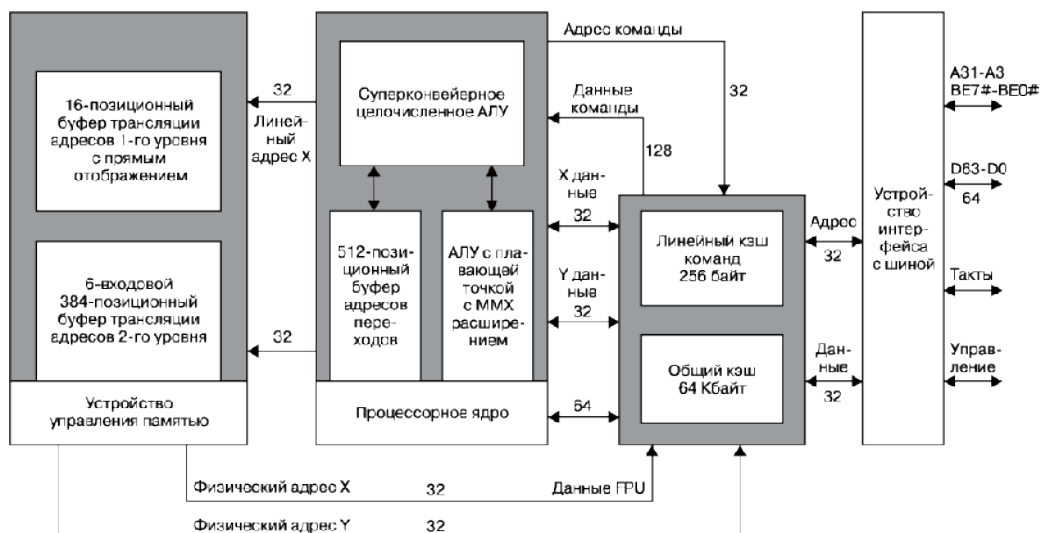 16-позиционный
буфер трансляции
адресов 1-го уровня
с прямым
отображением
6-входовой
384-позиционный
буфер трансляции
адресов 2-го уровня
Устройство
управления памятью
32
Линей-
ный
адрес X
32
Суперконвейерное
целочисленное АЛУ
512-пози-
ционный
буфер
адресов
пере-
ходов
АЛУ с пла-
вающей
точкой
с MMX
расшире-
нием
Процессорное ядро
Адрес команды
32
Данные
команды
128
X дан-
ные
32
Y дан-
ные
32
64
Линейный кэш
команд
256 байт
Общий кэш
64 Кбайт
Адрес
32
Дан-
ные
32
Устрой-
ство
интер-
фейса
с шиной
A31-A3
BE7#-BE0#
D63-D0
64
Такты
Управ-
ление
Физический адрес X 32 Данные FPU
Физический адрес Y 32